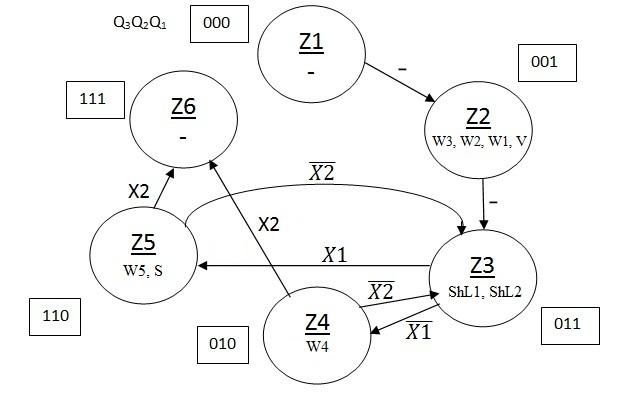 Q₃Q₂Q₁
000
Z1
-
-
001
Z2
W3, W2, W1, V
-
111
Z6
-
X2
X̅2̅
X2
Z5
W5, S
X1
Z3
ShL1, ShL2
X̅2̅
X̅1̅
Z4
W4
110
010
011